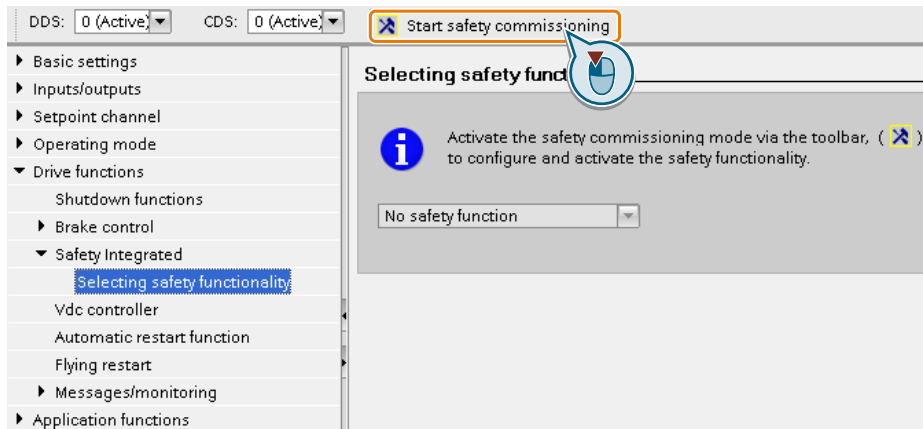 DDS: 0 (Active) CDS: 0 (Active) Start safety commissioning
Basic settings
Inputs/outputs
Setpoint channel
Operating mode
Drive functions
Shutdown functions
Brake control
Safety Integrated
Selecting safety functionality
Vdc controller
Automatic restart function
Flying restart
Messages/monitoring
Application functions
Selecting safety funct
Activate the safety commissioning mode via the toolbar, ( )
to configure and activate the safety functionality.
No safety function